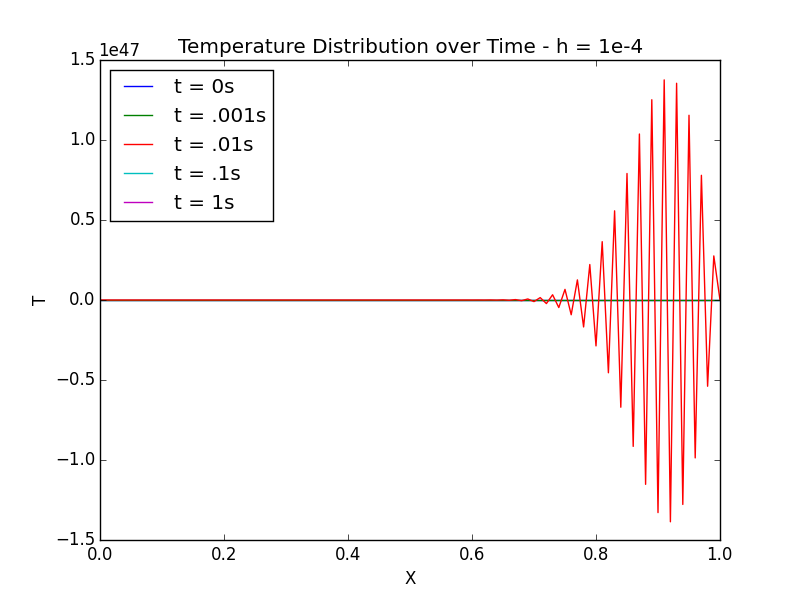 Temperature Distribution over Time - h = 1e-4
1e47
1.5
1.0
0.5
0.0
−0.5
−1.0
−1.5
T
t = 0s
t = .001s
t = .01s
t = .1s
t = 1s
0.0 0.2 0.4 0.6 0.8 1.0
X